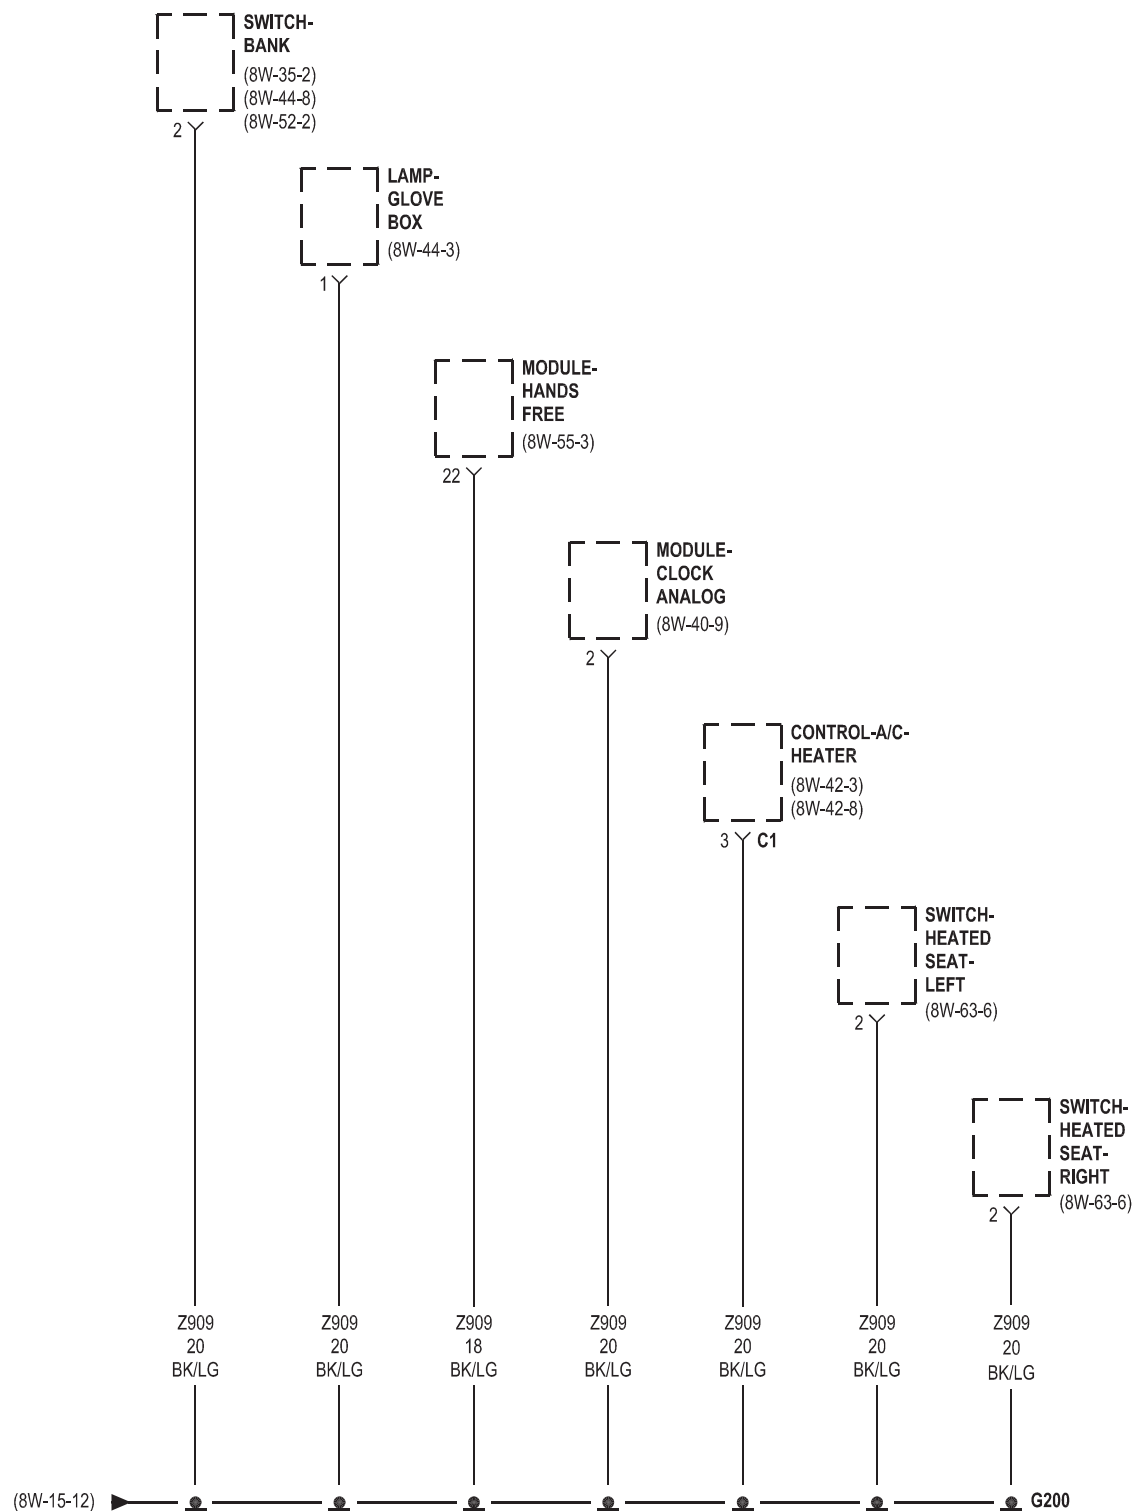 SWITCH-
BANK
(8W-35-2)
(8W-44-8)
(8W-52-2)
2
LAMP-
GLOVE
BOX
(8W-44-3)
1
MODULE-
HANDS
FREE
(8W-55-3)
22
MODULE-
CLOCK
ANALOG
(8W-40-9)
2
CONTROL-A/C-
HEATER
(8W-42-3)
(8W-42-8)
3 C1
SWITCH-
HEATED
SEAT-
LEFT
(8W-63-6)
2
SWITCH-
HEATED
SEAT-
RIGHT
(8W-63-6)
2
Z909
20
BK/LG
Z909
20
BK/LG
Z909
18
BK/LG
Z909
20
BK/LG
Z909
20
BK/LG
Z909
20
BK/LG
Z909
20
BK/LG
(8W-15-12)
G200